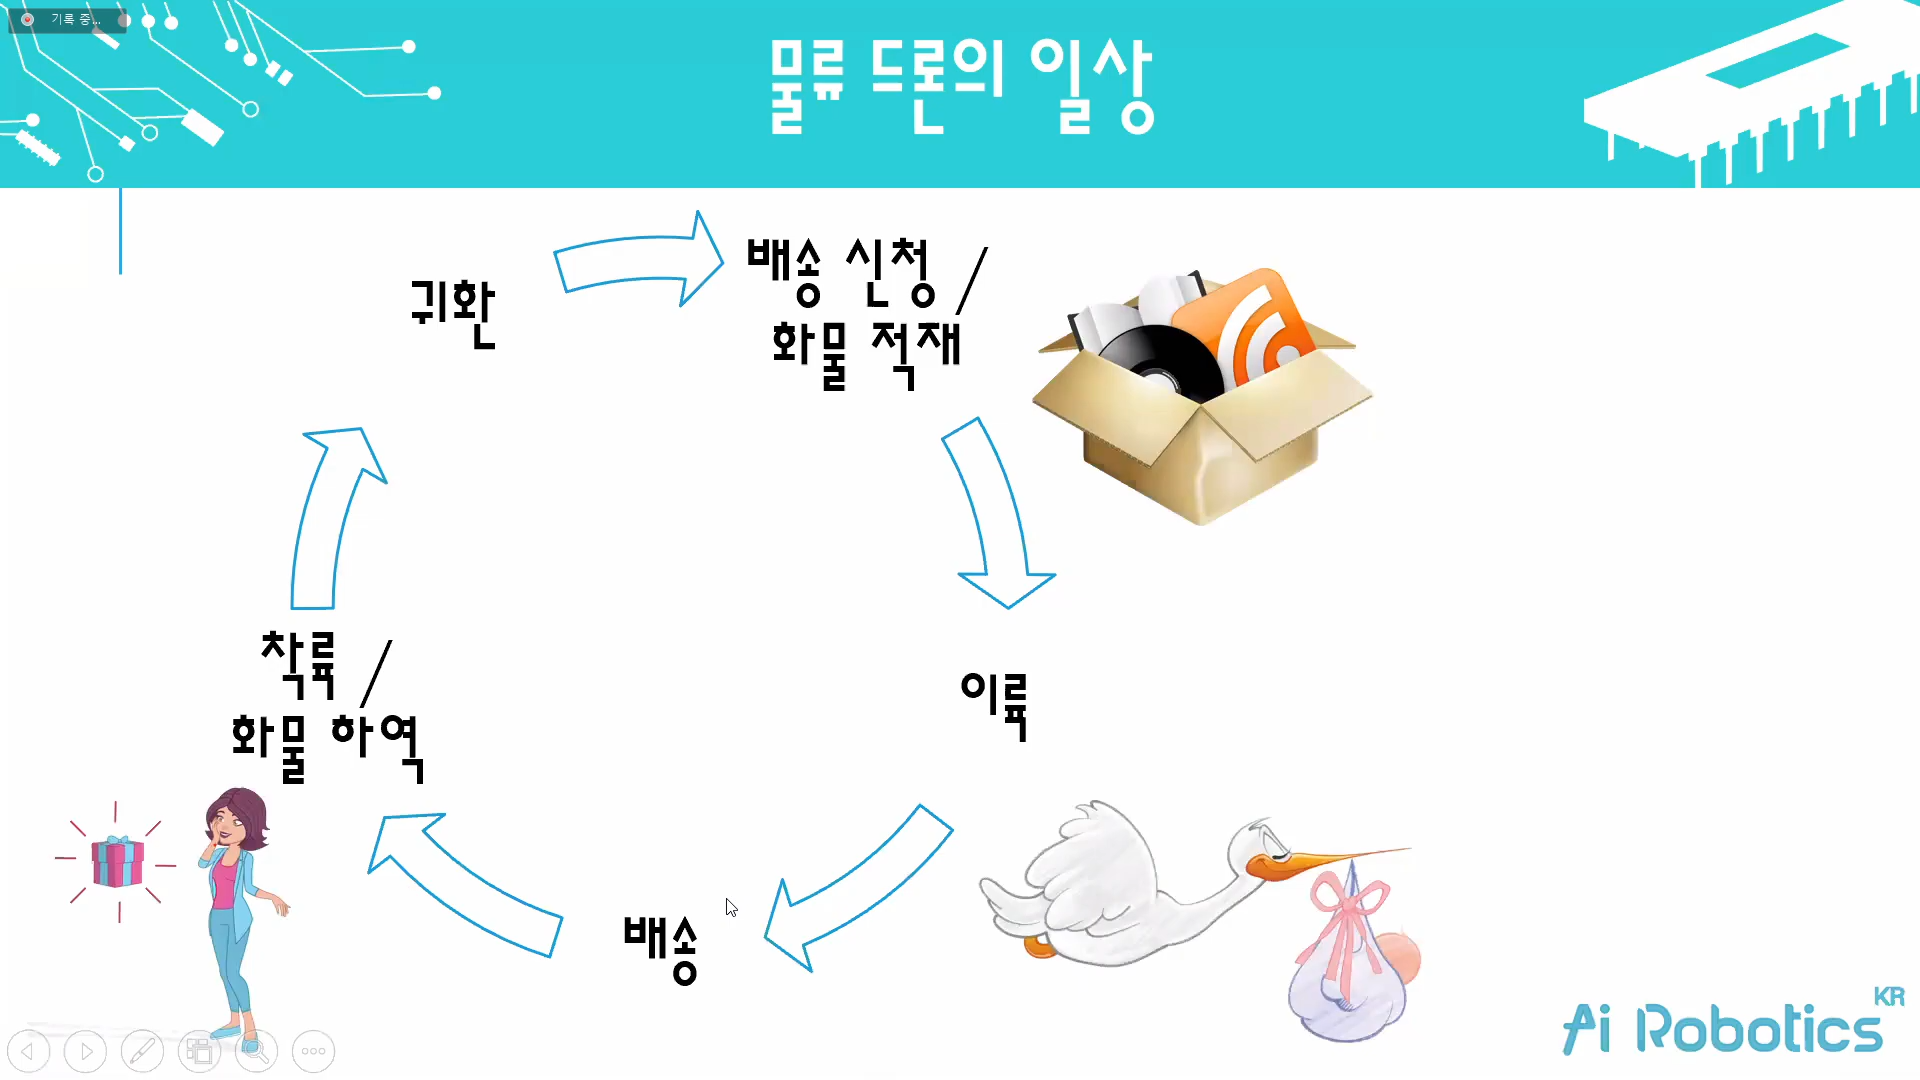 기록 중...
물류 드론의 일상
귀환
배송 신청 /
화물 적재
착륙 /
화물 하역
이륙
배송
Ai Robotics KR